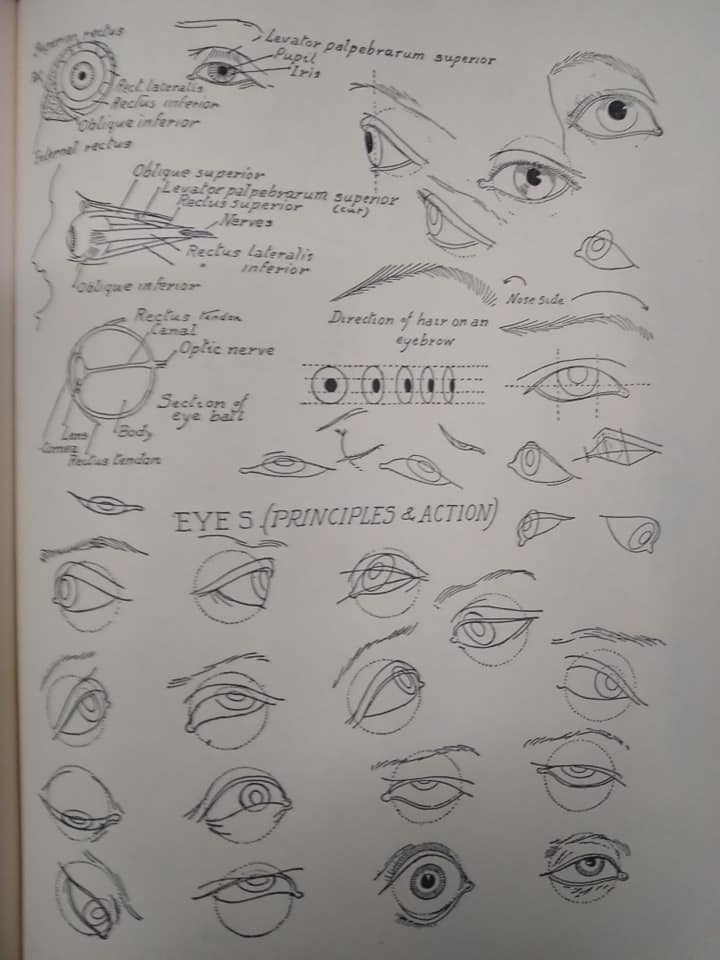 rectus
Rect. lateralis
Rectus inferior
Oblique inferior
External rectus
Levator palpebrarum superior
Pupil
Iris
Oblique superior
Levator palpebrarum superior
(cut)
Rectus superior
Nerves
Rectus lateralis
" inferior
Oblique inferior
Nose side
Direction of hair on an
eyebrow
Rectus tendon
Canal
Optic nerve
Section of
eye ball
Lens
Body
Cornea
Rectus tendon
EYES (PRINCIPLES & ACTION)